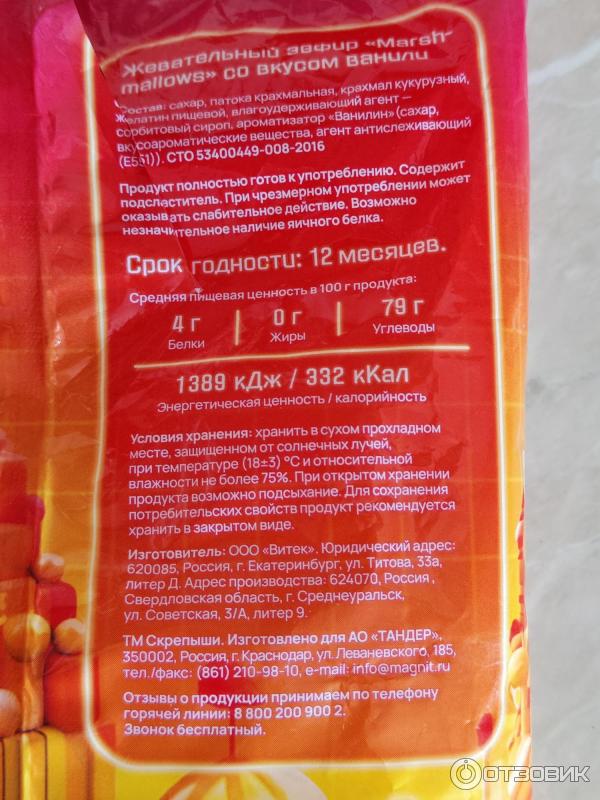 Жевательный зефир «Marsh-
mallows» со вкусом ванили
Состав: сахар, патока крахмальная, крахмал кукурузный,
желатин пищевой, влагоудерживающий агент –
сорбитовый сироп, ароматизатор «Ванилин» (сахар,
вкусоароматические вещества, агент антислеживающий
(E551)). СТО 53400449-008-2016
Продукт полностью готов к употреблению. Содержит
подсластитель. При чрезмерном употреблении может
оказывать слабительное действие. Возможно
незначительное наличие яичного белка.
Срок годности: 12 месяцев.
Средняя пищевая ценность в 100 г продукта:
4 г 0 г 79 г
Белки Жиры Углеводы
1389 кДж / 332 кКал
Энергетическая ценность / калорийность
Условия хранения: хранить в сухом прохладном
месте, защищенном от солнечных лучей,
при температуре (18±3) °С и относительной
влажности не более 75%. При открытом хранении
продукта возможно подсыхание. Для сохранения
потребительских свойств продукт рекомендуется
хранить в закрытом виде.
Изготовитель: ООО «Витек». Юридический адрес:
620085, Россия, г. Екатеринбург, ул. Титова, 33а,
литер Д. Адрес производства: 624070, Россия,
Свердловская область, г. Среднеуральск,
ул. Советская, 3/А, литер 9.
ТМ Скрепыши. Изготовлено для АО «ТАНДЕР»,
350002, Россия, г. Краснодар, ул. Леваневского, 185,
тел./факс: (861) 210-98-10, e-mail: info@magnit.ru
Отзывы о продукции принимаем по телефону
горячей линии: 8 800 200 900 2.
Звонок бесплатный.
ОТЗОВИК